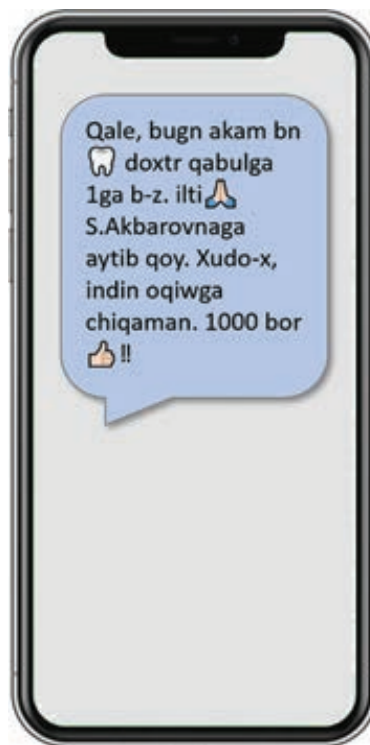 Qale, bugn akam bn
🦷 doxtr qabulga
1ga b-z. ilti🙏🏻
S.Akbarovnaga
aytib qoy. Xudo-x,
indin oqiwga
chiqaman. 1000 bor
👍🏻‼